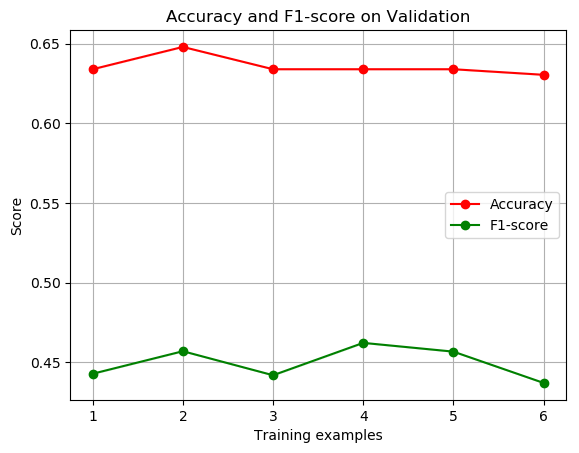 Accuracy and F1-score on Validation
0.65
0.60
0.55
0.50
0.45
Score
Accuracy
F1-score
1 2 3 4 5 6
Training examples